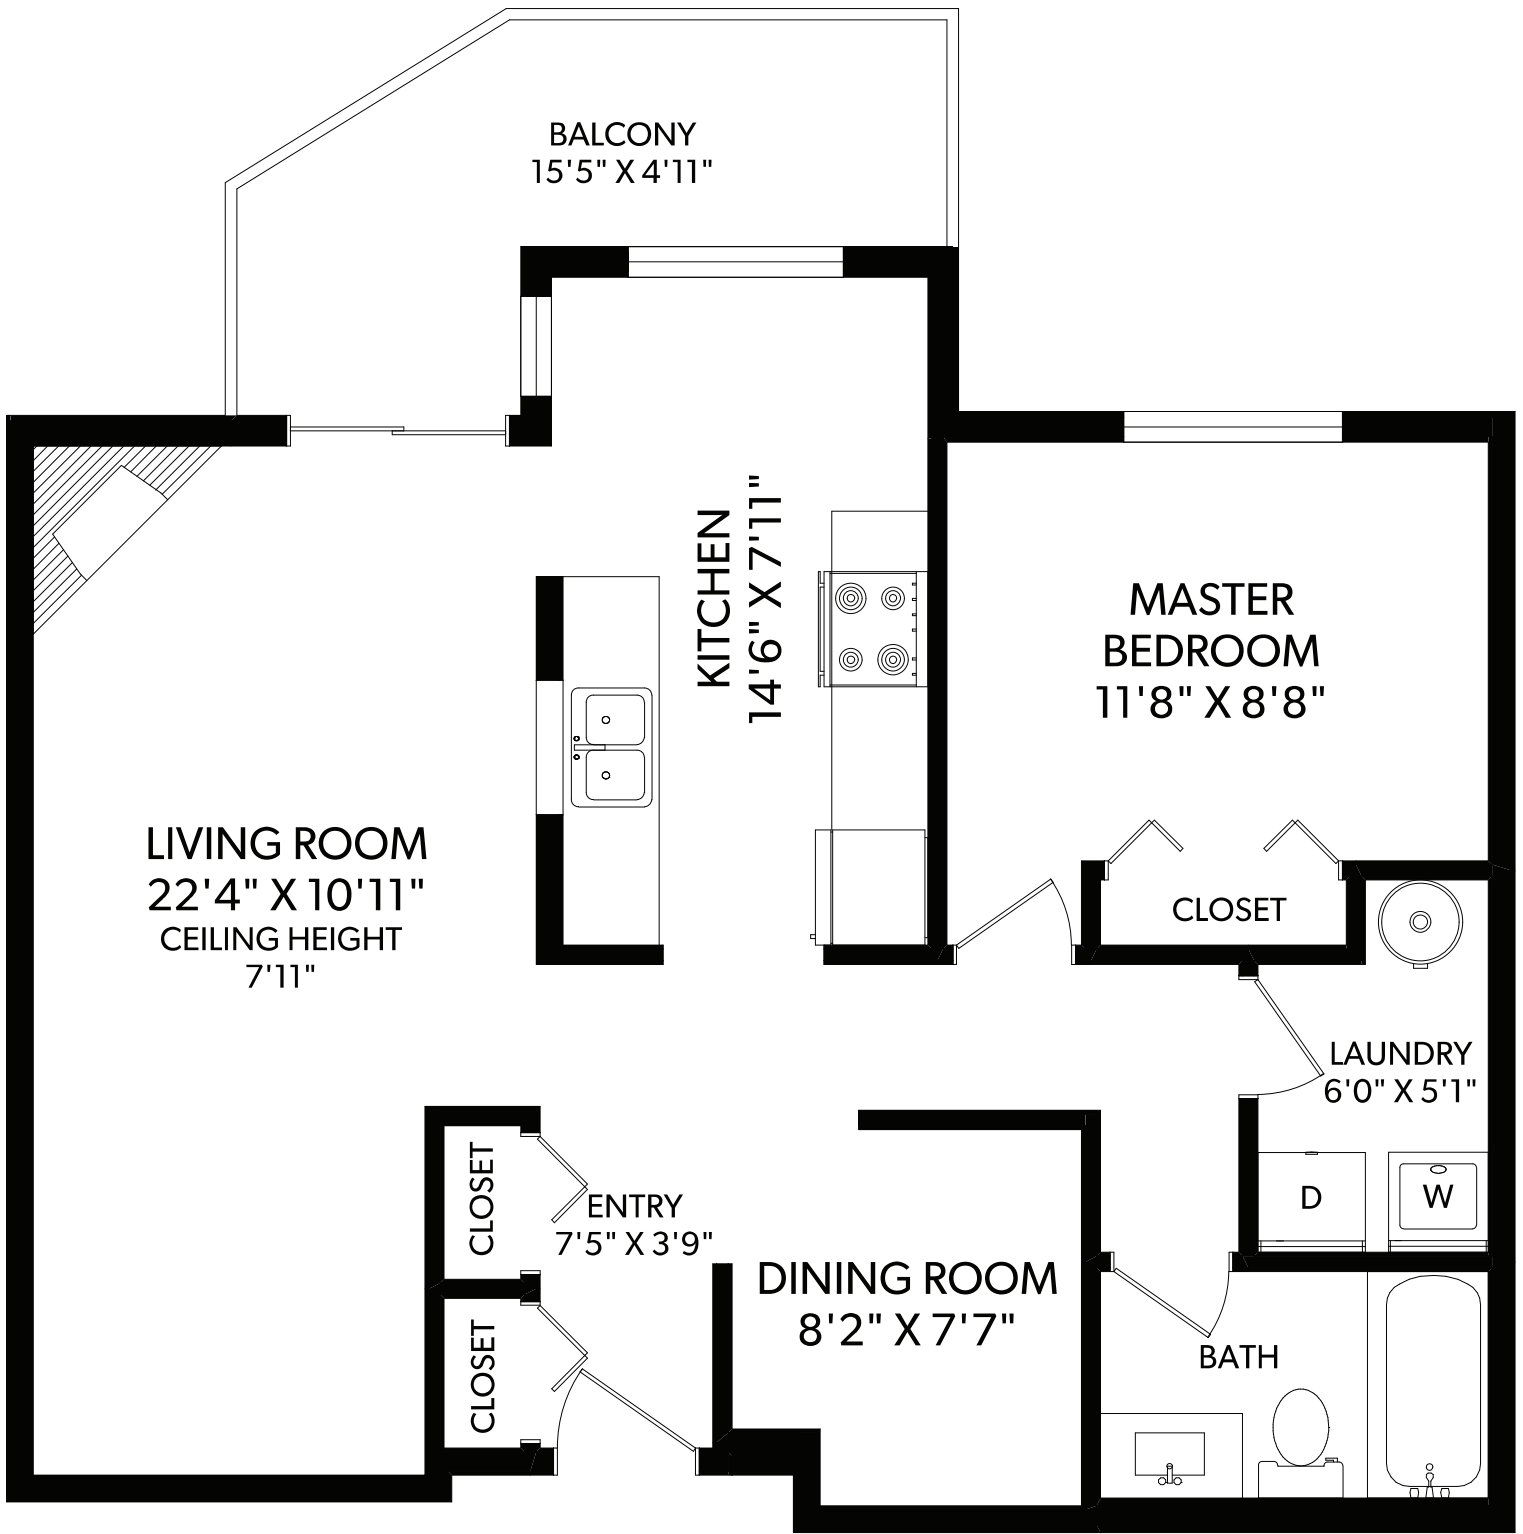 BALCONY
15'5" X 4'11"
KITCHEN
14'6" X 7'11"
MASTER
BEDROOM
11'8" X 8'8"
LIVING ROOM
22'4" X 10'11"
CEILING HEIGHT
7'11"
CLOSET
LAUNDRY
6'0" X 5'1"
D
W
CLOSET
ENTRY
7'5" X 3'9"
DINING ROOM
8'2" X 7'7"
CLOSET
BATH